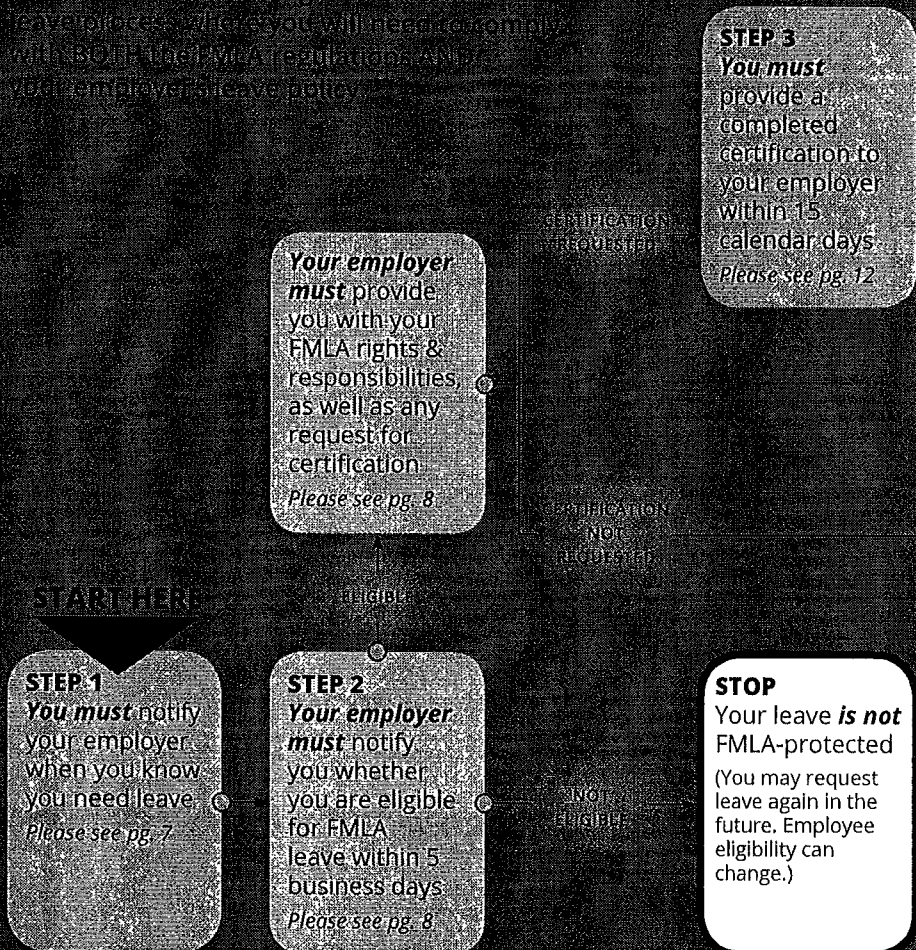 leave process where you will need to comply
with BOTH the FMLA regulations AND
your employer's leave policy
STEP 3
You must
provide a
completed
certification to
your employer
within 15
calendar days
Please see pg. 12
CERTIFICATION
REQUESTED
Your employer
must provide
you with your
FMLA rights &
responsibilities,
as well as any
request for
certification
Please see pg. 8
CERTIFICATION
NOT
REQUESTED
ELIGIBLE
START HERE
STEP 1
You must notify
your employer
when you know
you need leave
Please see pg. 7
STEP 2
Your employer
must notify
you whether
you are eligible
for FMLA
leave within 5
business days
Please see pg. 8
NOT
ELIGIBLE
STOP
Your leave is not
FMLA-protected
(You may request
leave again in the
future. Employee
eligibility can
change.)